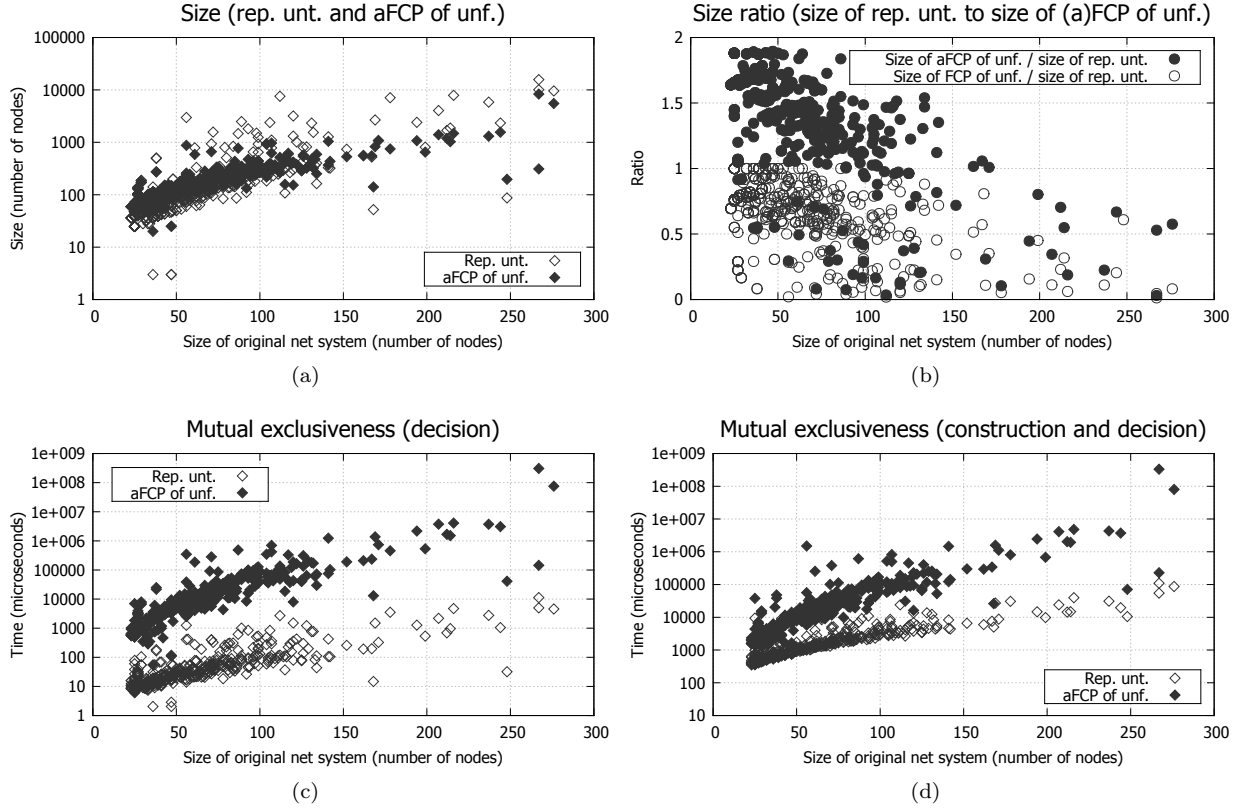 Size (rep. unt. and aFCP of unf.)
100000
10000
1000
100
10
1
Size (number of nodes)
Rep. unt.
aFCP of unf.
0 50 100 150 200 250 300
Size of original net system (number of nodes)
(a)
Size ratio (size of rep. unt. to size of (a)FCP of unf.)
2
1.5
1
0.5
0
Ratio
Size of aFCP of unf. / size of rep. unt.
Size of FCP of unf. / size of rep. unt.
0 50 100 150 200 250 300
Size of original net system (number of nodes)
(b)
Mutual exclusiveness (decision)
1e+009
1e+008
1e+007
1e+006
100000
10000
1000
100
10
1
Time (microseconds)
Rep. unt.
aFCP of unf.
0 50 100 150 200 250 300
Size of original net system (number of nodes)
(c)
Mutual exclusiveness (construction and decision)
1e+009
1e+008
1e+007
1e+006
100000
10000
1000
100
10
Time (microseconds)
Rep. unt.
aFCP of unf.
0 50 100 150 200 250 300
Size of original net system (number of nodes)
(d)